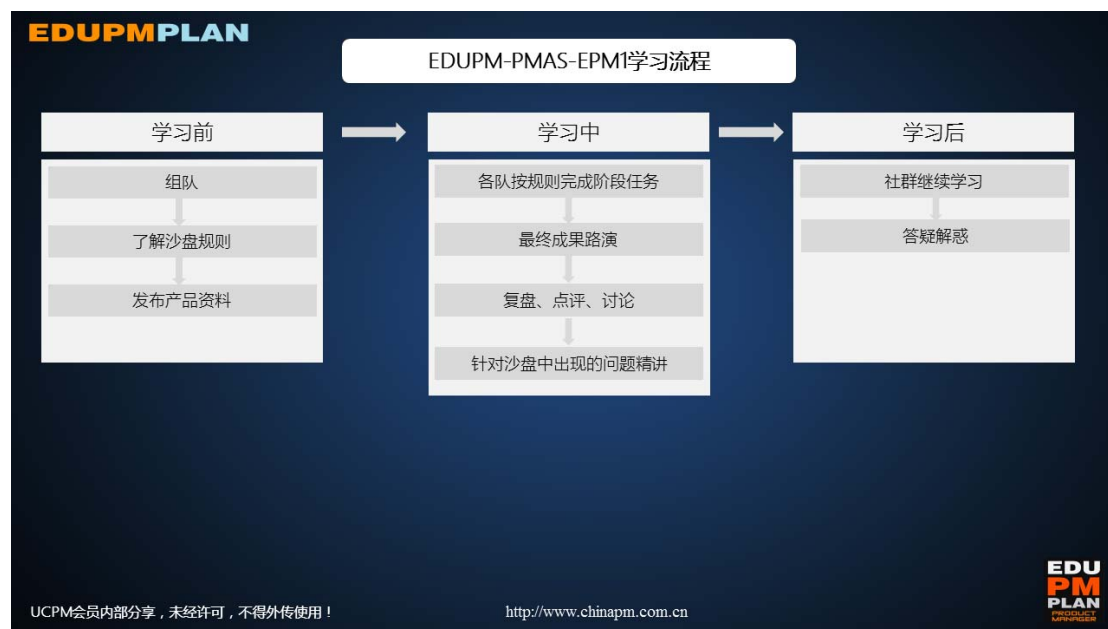 EDUPMPLAN
EDUPM-PMAS-EPM1学习流程
学习前
组队
了解沙盘规则
发布产品资料
学习中
各队按规则完成阶段任务
最终成果路演
复盘、点评、讨论
针对沙盘中出现的问题精讲
学习后
社群继续学习
答疑解惑
UCPM会员内部分享，未经许可，不得外传使用！
http://www.chinapm.com.cn
EDU
PM
PLAN
PRODUCT
MANAGER